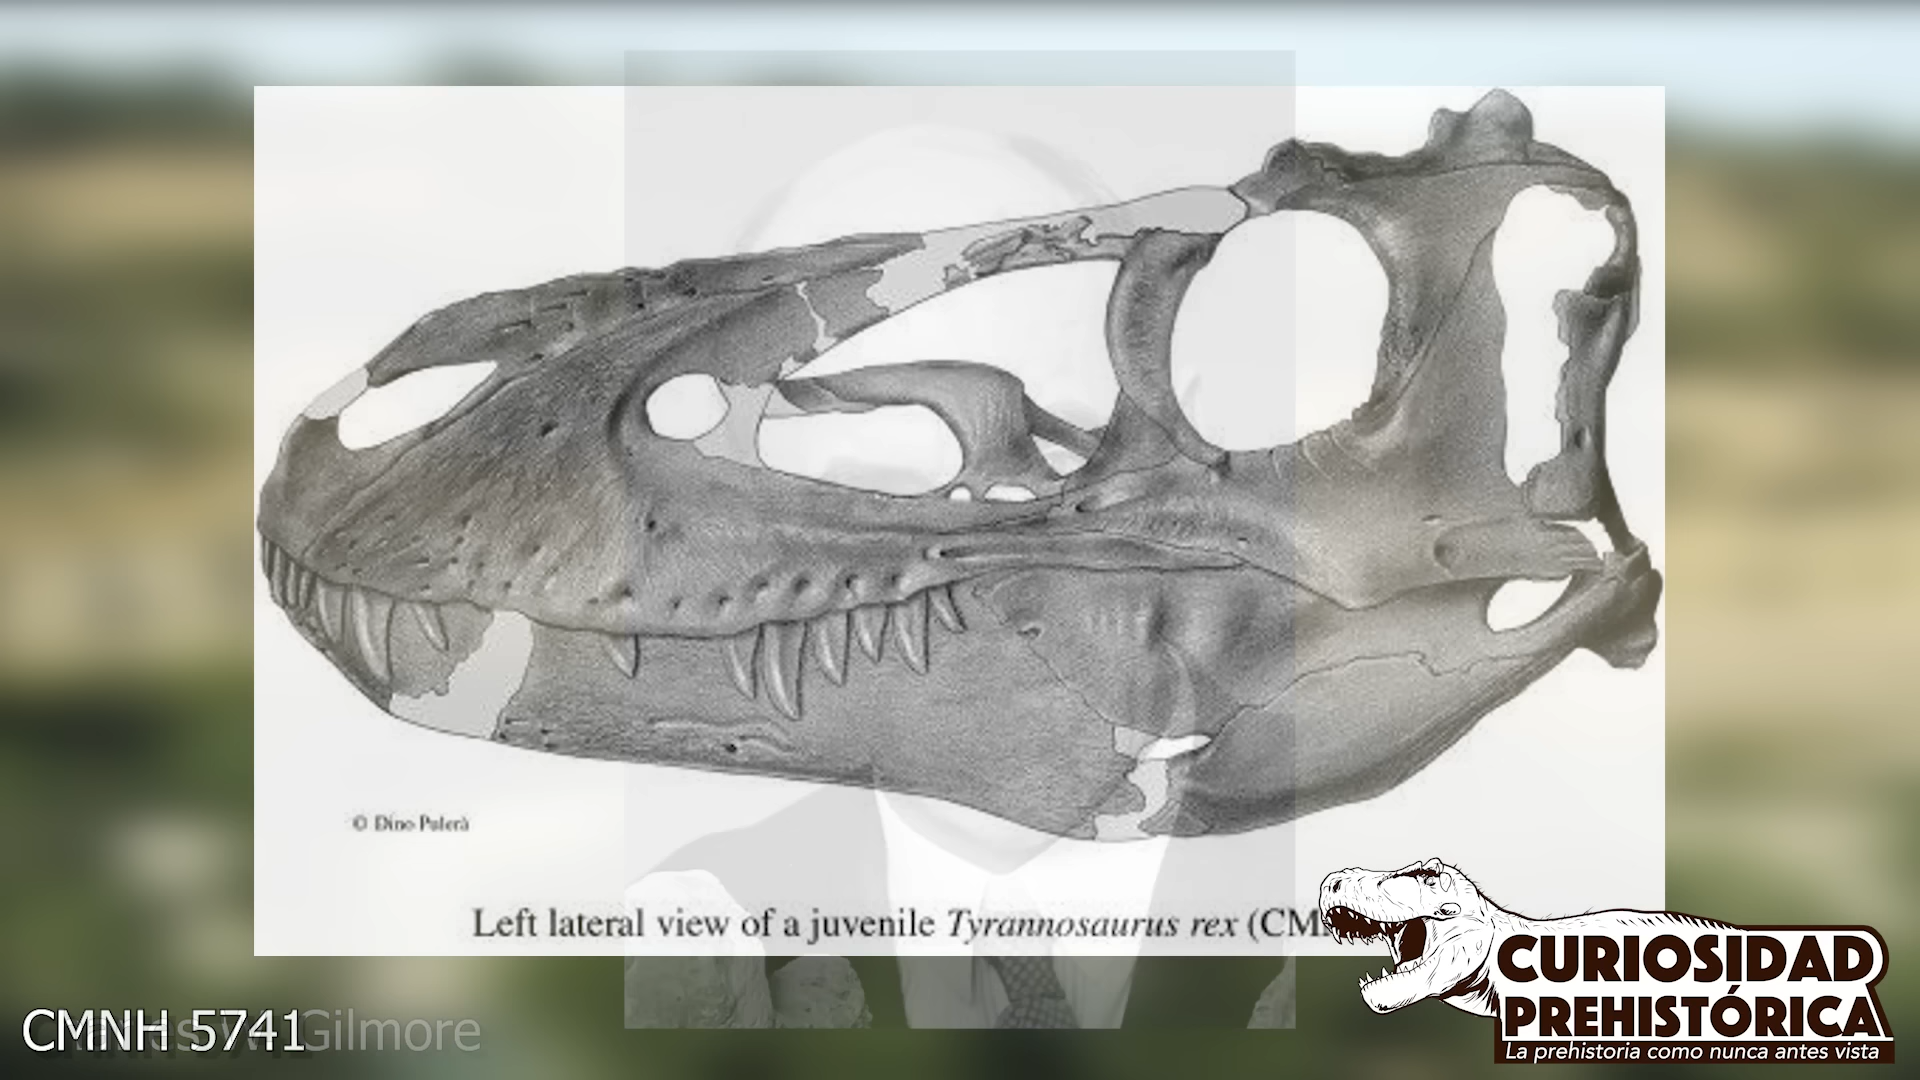 © Dino Pulerà
Left lateral view of a juvenile Tyrannosaurus rex (CM
CMNH 5741
Gilmore
CURIOSIDAD
PREHISTÓRICA
La prehistoria como nunca antes vista